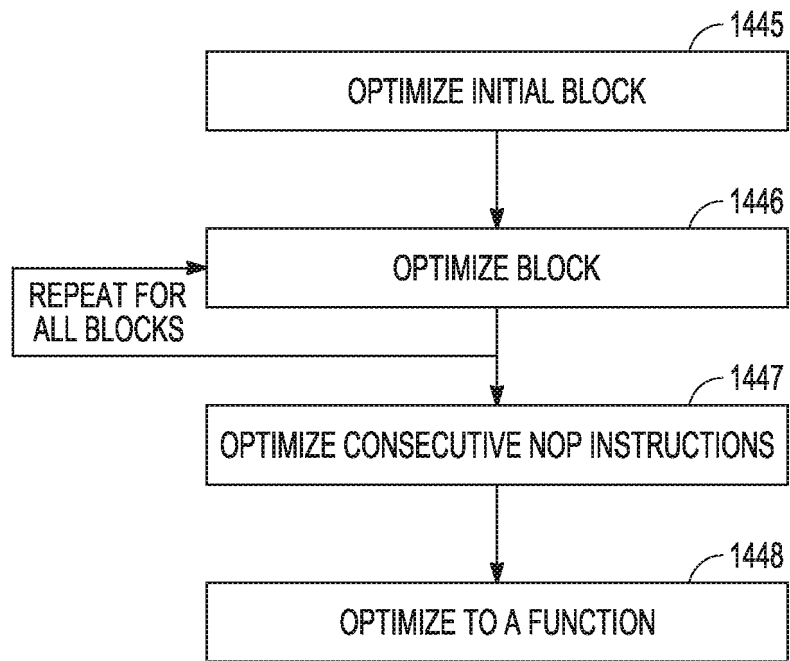 1445
OPTIMIZE INITIAL BLOCK
1446
OPTIMIZE BLOCK
REPEAT FOR
ALL BLOCKS
1447
OPTIMIZE CONSECUTIVE NOP INSTRUCTIONS
1448
OPTIMIZE TO A FUNCTION